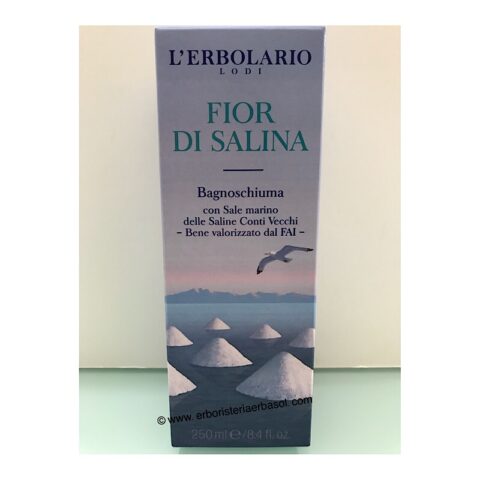 L'ERBOLARIO
LODI
FIOR
DI SALINA
Bagnoschiuma
con Sale marino
delle Saline Conti Vecchi
– Bene valorizzato dal FAI –
© www. erboristeriaerbasol.com
250 ml ℮/8.4 fl. oz.